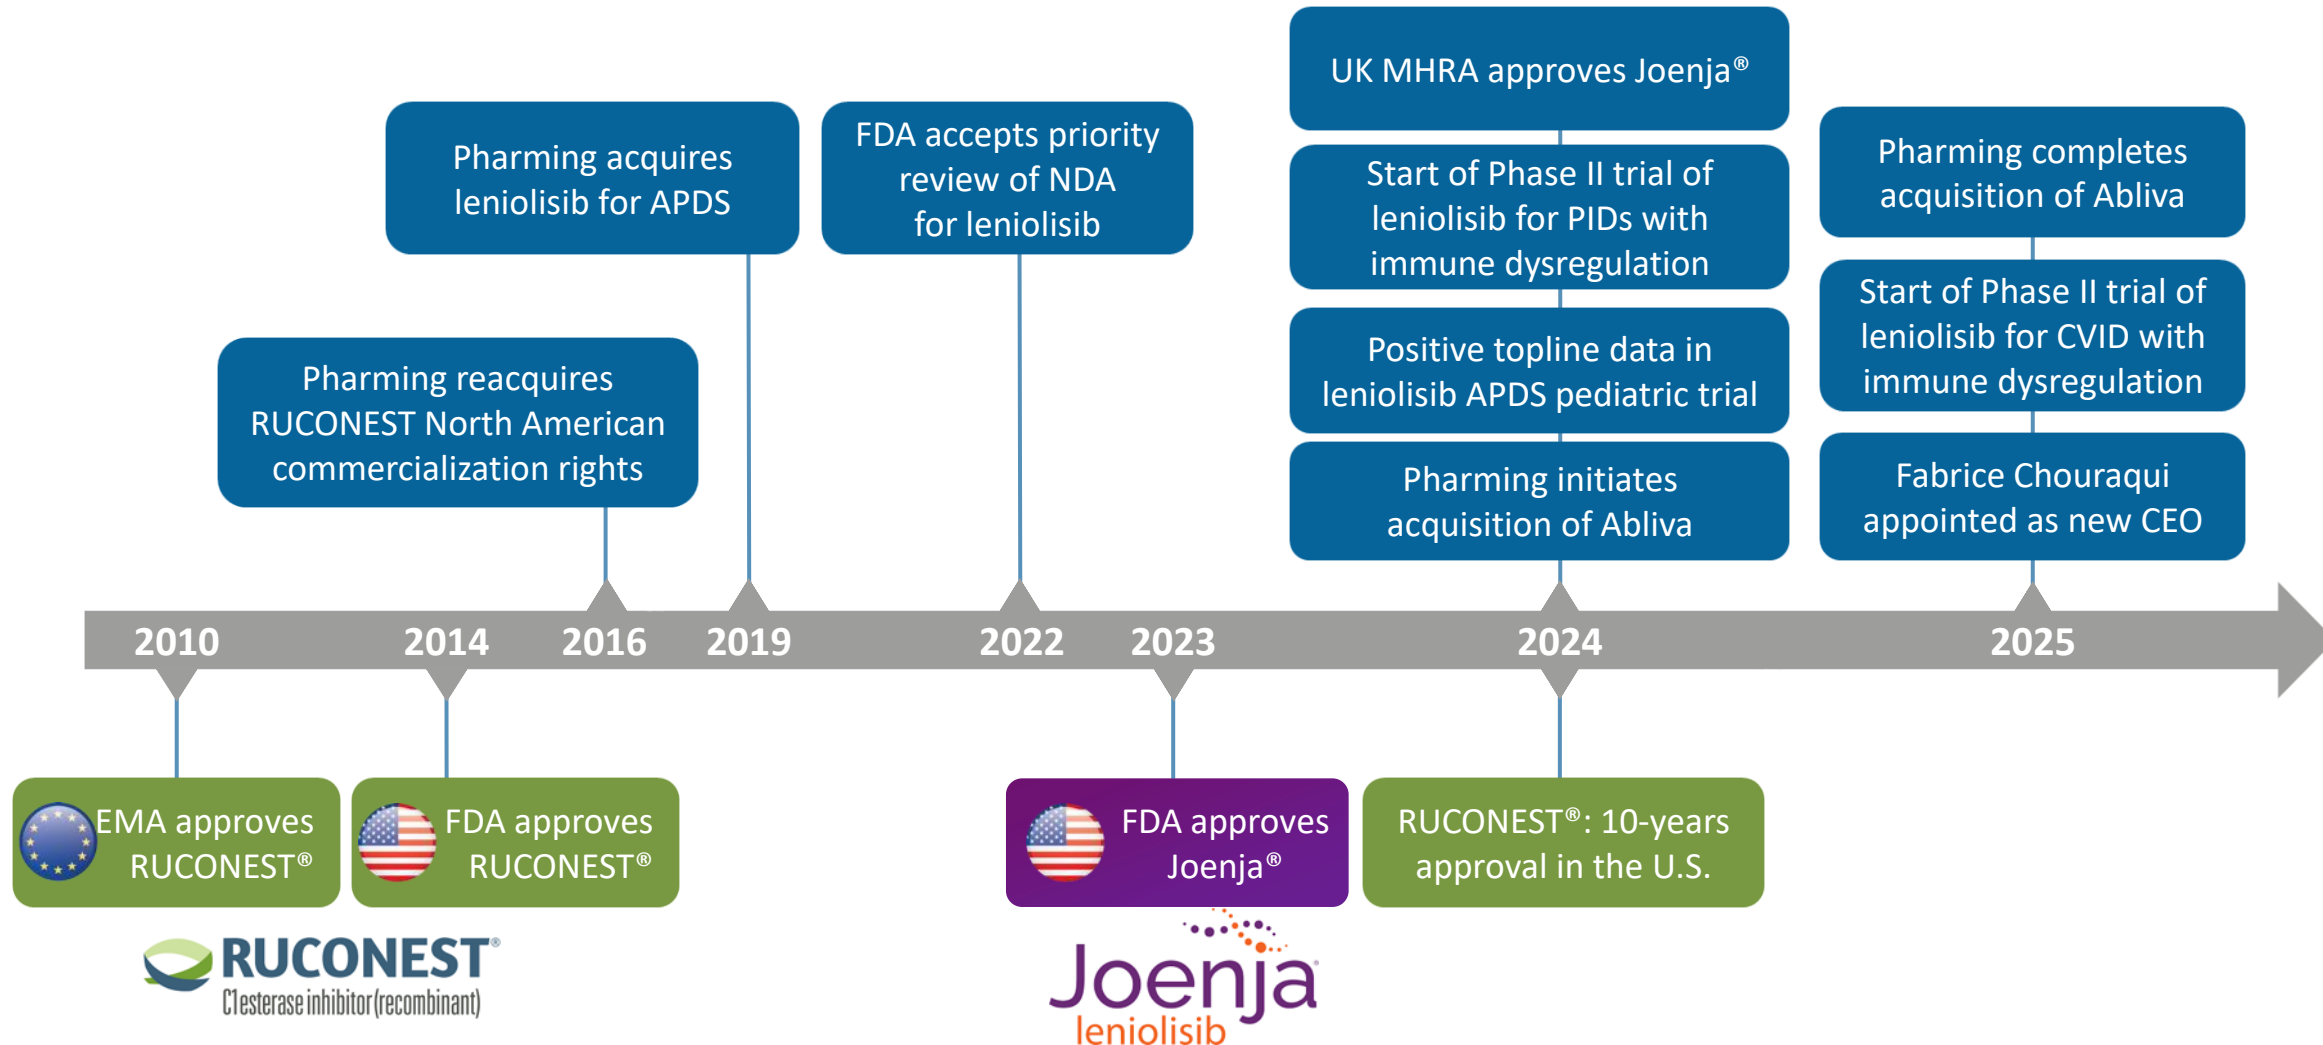 UK MHRA approves Joenja®
Start of Phase II trial of
leniolisib for PIDs with
immune dysregulation
Positive topline data in
leniolisib APDS pediatric trial
Pharming initiates
acquisition of Abliva
Pharming completes
acquisition of Abliva
Start of Phase II trial of
leniolisib for CVID with
immune dysregulation
Fabrice Chouraqui
appointed as new CEO
Pharming acquires
leniolisib for APDS
FDA accepts priority
review of NDA
for leniolisib
Pharming reacquires
RUCONEST North American
commercialization rights
2010 2014 2016 2019 2022 2023 2024 2025
EMA approves
RUCONEST®
FDA approves
RUCONEST®
FDA approves
Joenja®
RUCONEST®: 10-years
approval in the U.S.
RUCONEST®
C1 esterase inhibitor (recombinant)
Joenja®
leniolisib